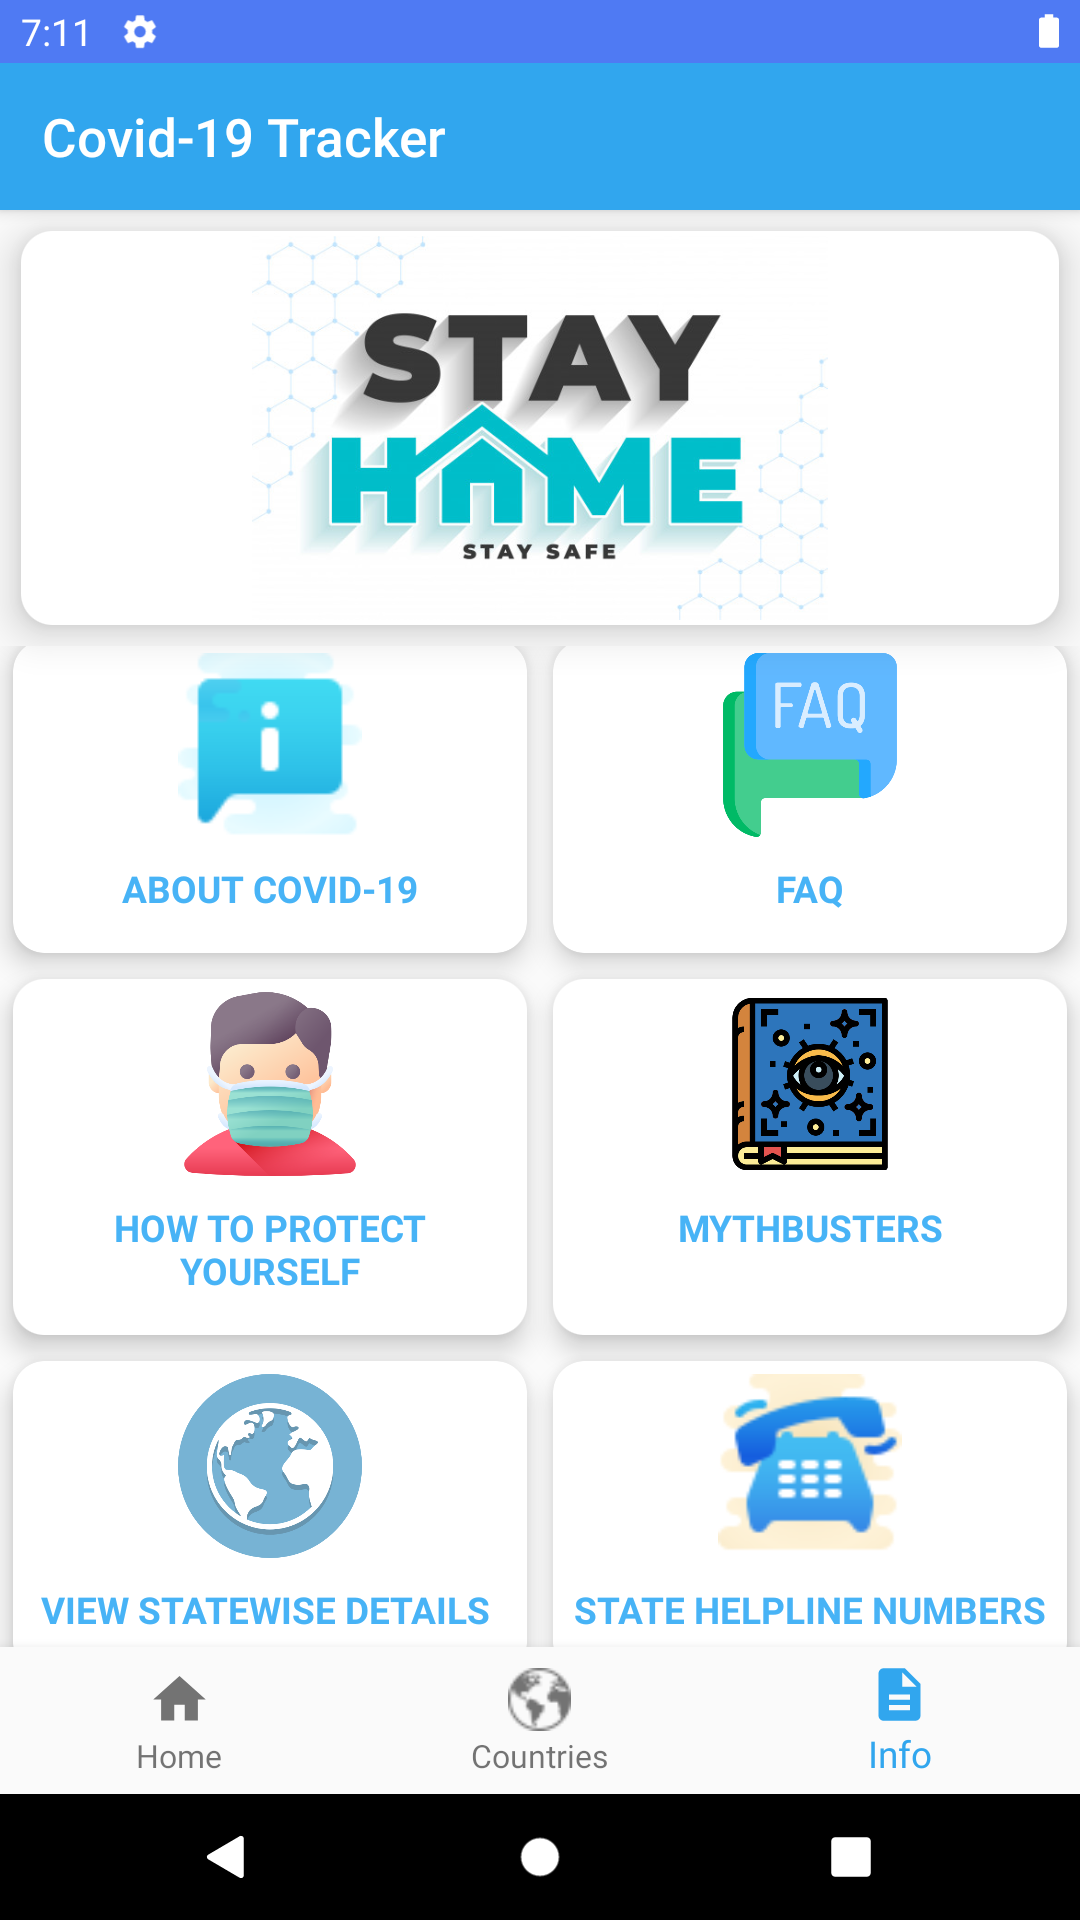 7:11
Covid-19 Tracker
STAY
HOME
STAY SAFE
FAQ
ABOUT COVID-19
FAQ
HOW TO PROTECT
YOURSELF
MYTHBUSTERS
VIEW STATEWISE DETAILS
STATE HELPLINE NUMBERS
Home
Countries
Info